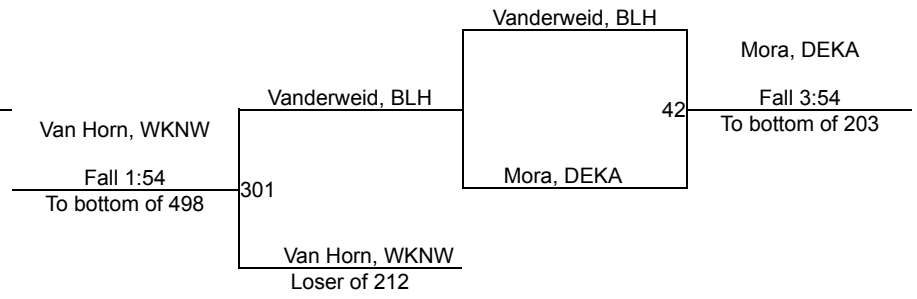 Vanderweid, BLH
Mora, DEKA
Vanderweid, BLH
42
Fall 3:54
To bottom of 203
Van Horn, WKNW
Fall 1:54
Mora, DEKA
301
To bottom of 498
Van Horn, WKNW
Loser of 212